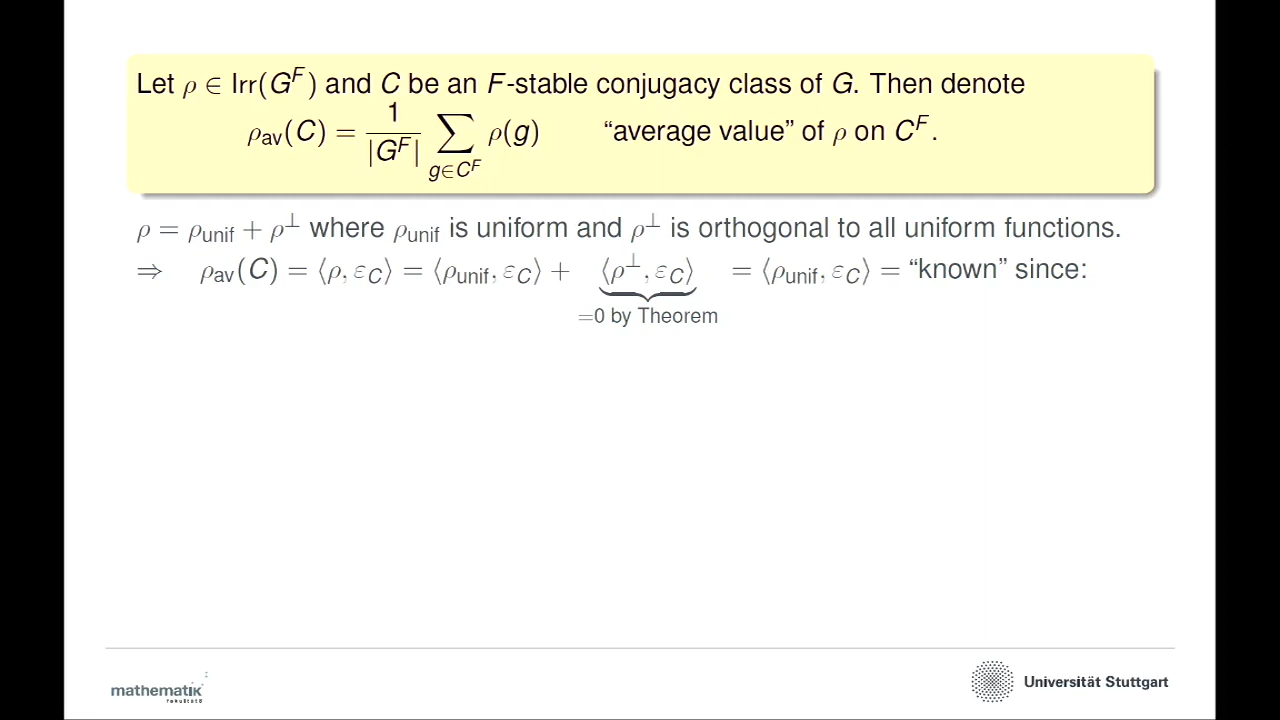 Let ρ ∈ Irr(G^F) and C be an F-stable conjugacy class of G. Then denote
ρ_av(C) = 1/|G^F| ∑_{g∈C^F} ρ(g) “average value” of ρ on C^F.
ρ = ρ_unif + ρ^⊥ where ρ_unif is uniform and ρ^⊥ is orthogonal to all uniform functions.
⇒ ρ_av(C) = ⟨ρ, ε_C⟩ = ⟨ρ_unif, ε_C⟩ + ⟨ρ^⊥, ε_C⟩ = ⟨ρ_unif, ε_C⟩ = “known” since:
=0 by Theorem
mathematik
fakultät
Universität Stuttgart